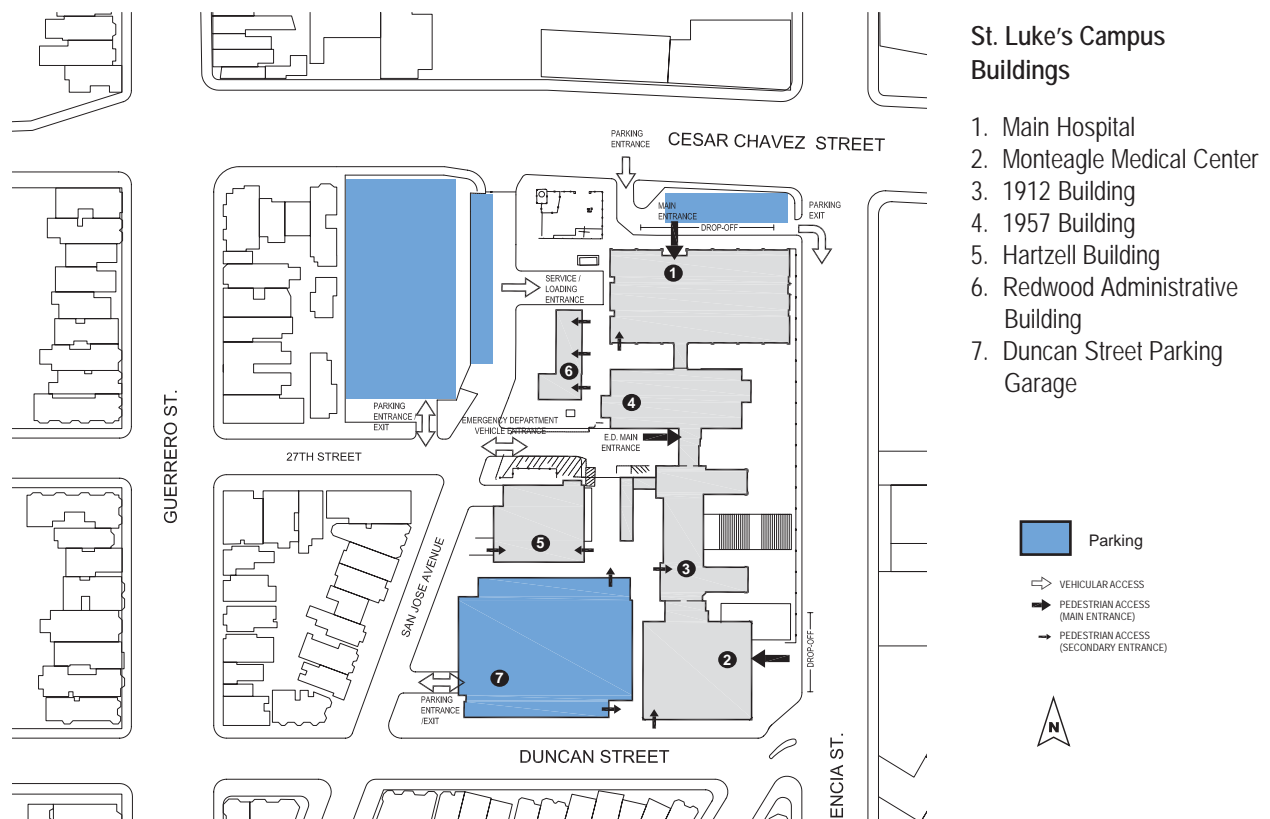 St. Luke's Campus
Buildings
1. Main Hospital
2. Monteagle Medical Center
3. 1912 Building
4. 1957 Building
5. Hartzell Building
6. Redwood Administrative
Building
7. Duncan Street Parking
Garage
PARKING
ENTRANCE
CESAR CHAVEZ STREET
MAIN
ENTRANCE
DROP-OFF
PARKING
EXIT
1
SERVICE /
LOADING
ENTRANCE
6
4
PARKING
ENTRANCE /
EXIT
EMERGENCY DEPARTMENT
VEHICLE ENTRANCE
E.D. MAIN
ENTRANCE
27TH STREET
GUERRERO ST.
SAN JOSE AVENUE
5
3
2
DROP-OFF
7
PARKING
ENTRANCE
/EXIT
DUNCAN STREET
ENCIA ST.
Parking
VEHICULAR ACCESS
PEDESTRIAN ACCESS
(MAIN ENTRANCE)
PEDESTRIAN ACCESS
(SECONDARY ENTRANCE)
N